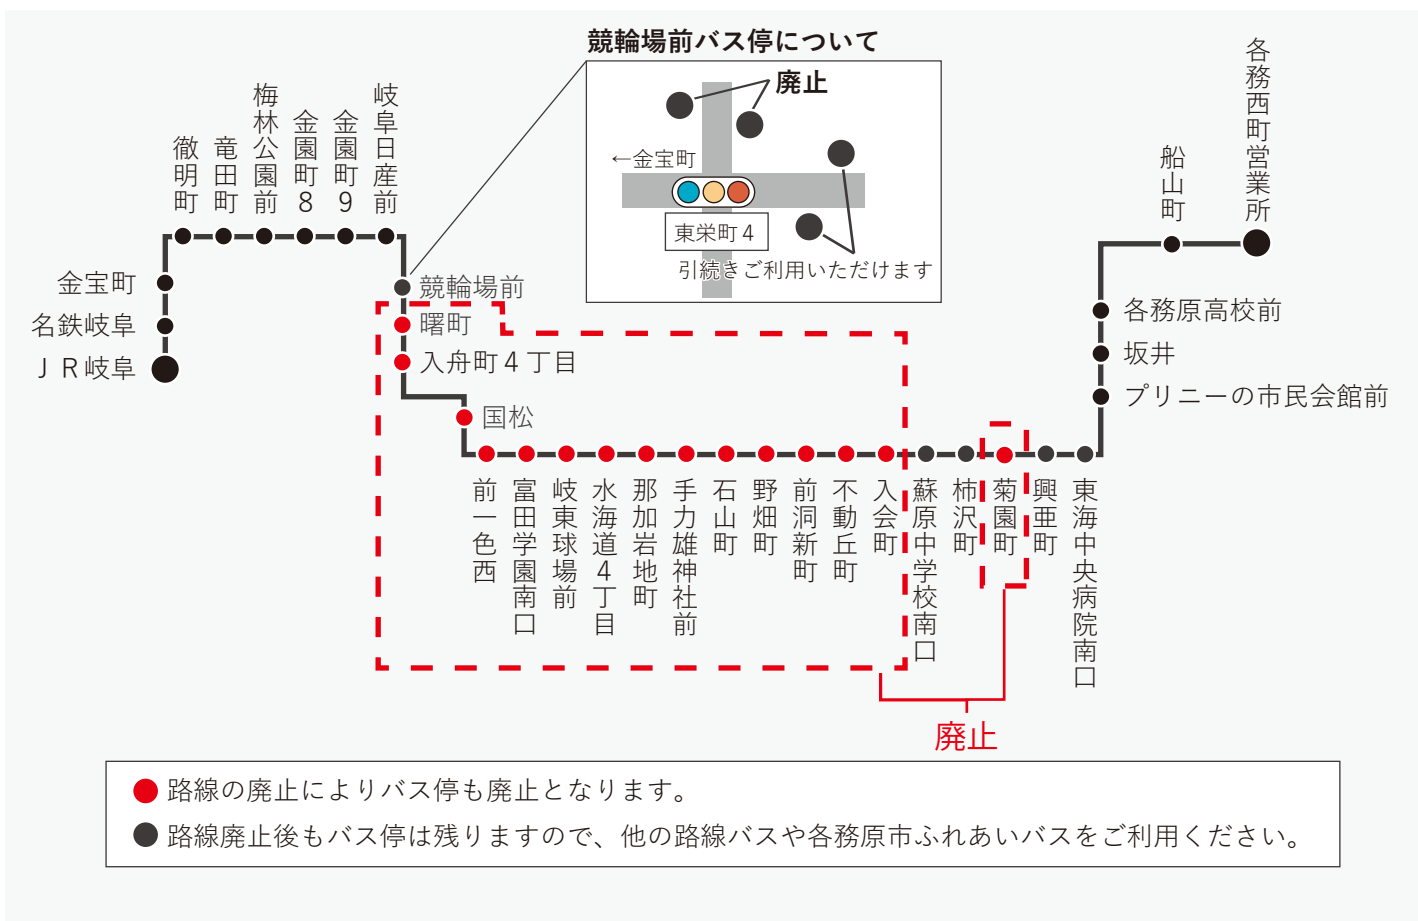 競輪場前バス停について
廃止
←金宝町
東栄町4
引続きご利用いただけます
ＪＲ岐阜
名鉄岐阜
金宝町
徹明町
竜田町
梅林公園前
金園町8
金園町9
岐阜日産前
競輪場前
曙町
入舟町４丁目
国松
前一色西
富田学園南口
岐東球場前
水海道4丁目
那加岩地町
手力雄神社前
石山町
野畑町
前洞新町
不動丘町
入会町
蘇原中学校南口
柿沢町
菊園町
興亜町
東海中央病院南口
プリニーの市民会館前
坂井
各務原高校前
船山町
各務西町営業所
廃止
路線の廃止によりバス停も廃止となります。
路線廃止後もバス停は残りますので、他の路線バスや各務原市ふれあいバスをご利用ください。